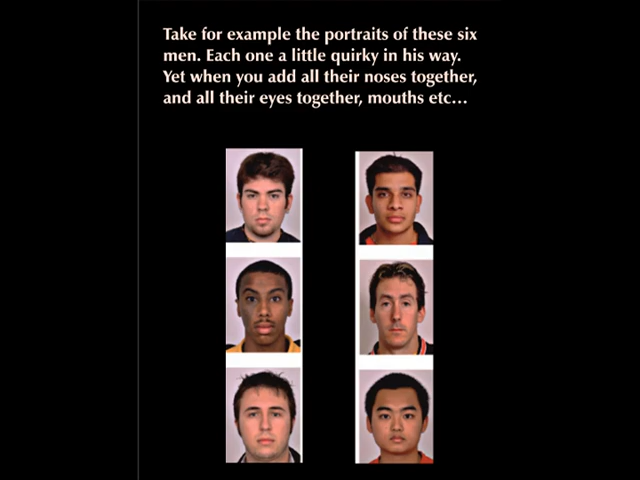 Take for example the portraits of these six
men. Each one a little quirky in his way.
Yet when you add all their noses together,
and all their eyes together, mouths etc…